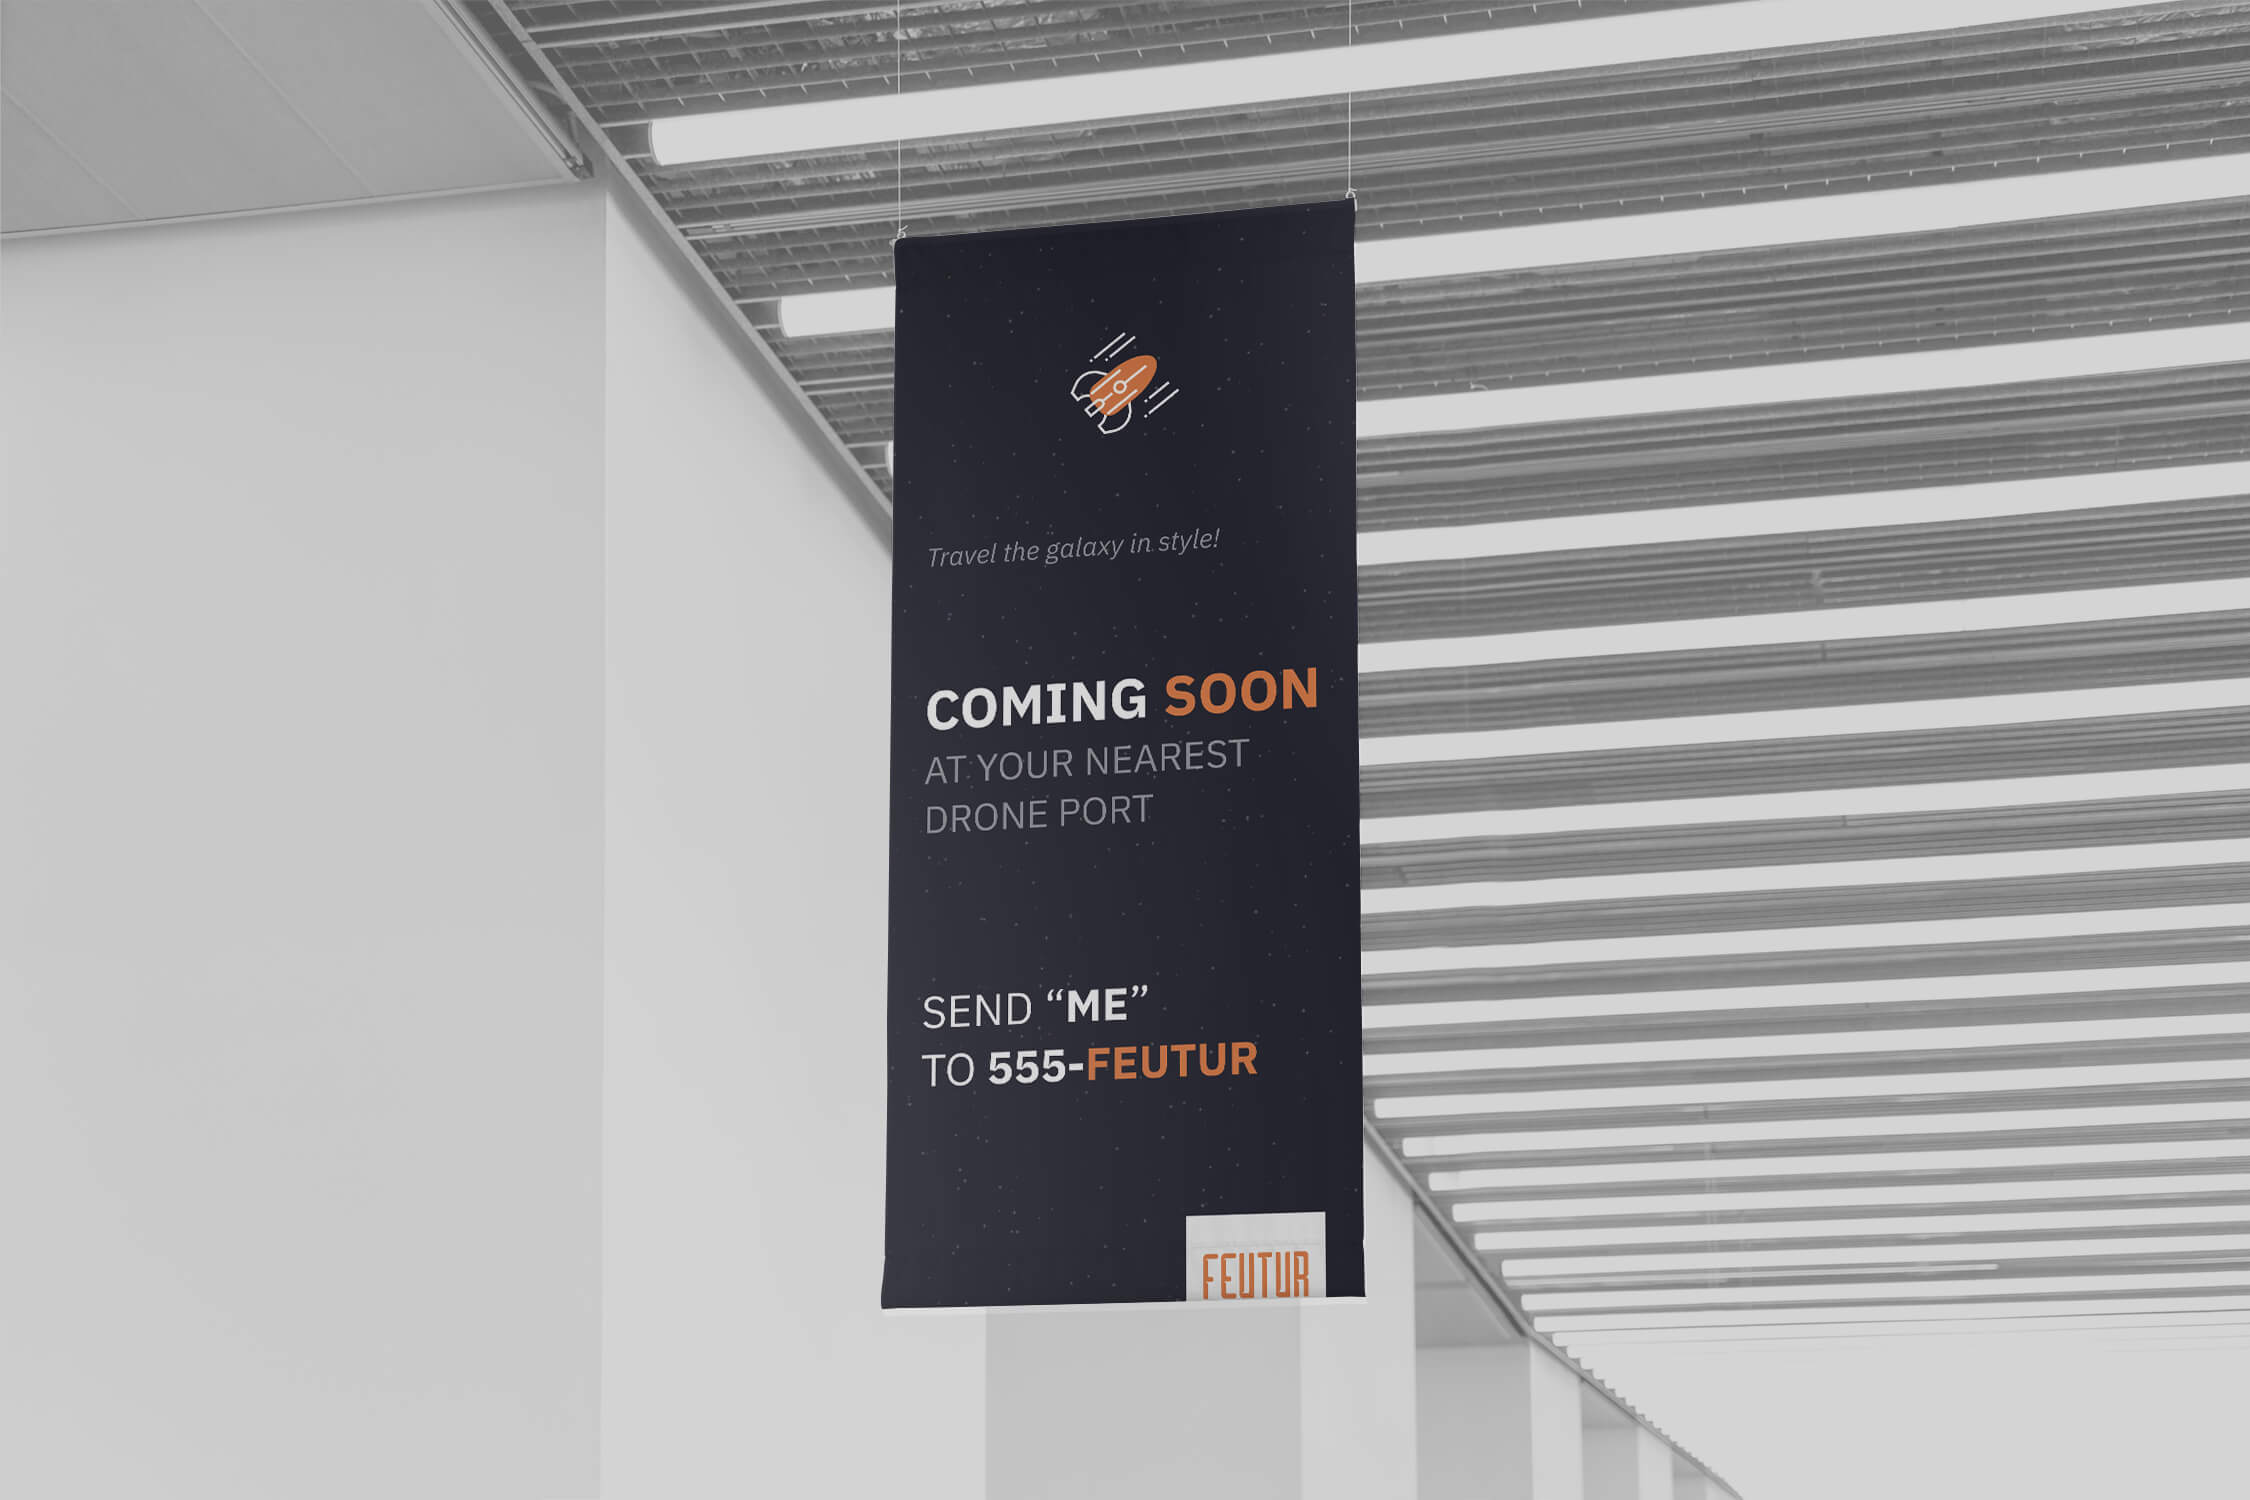 Travel the galaxy in style!
COMING SOON
AT YOUR NEAREST
DRONE PORT
SEND “ME”
TO 555-FEUTUR
FEUTUR